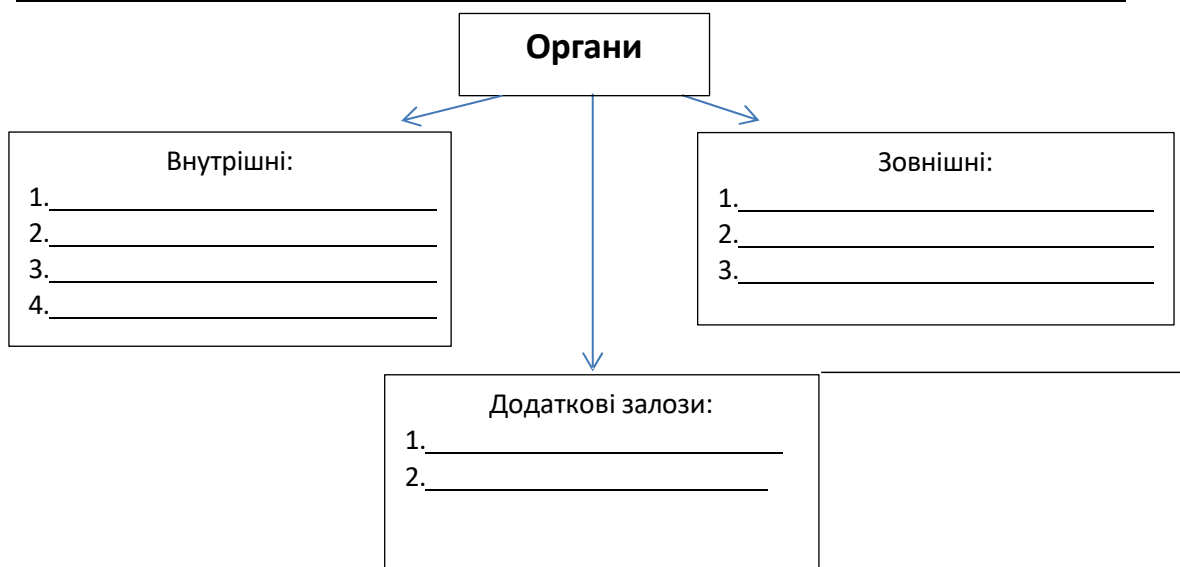 Органи
Внутрішні:
1.
2.
3.
4.
Зовнішні:
1.
2.
3.
Додаткові залози:
1.
2.